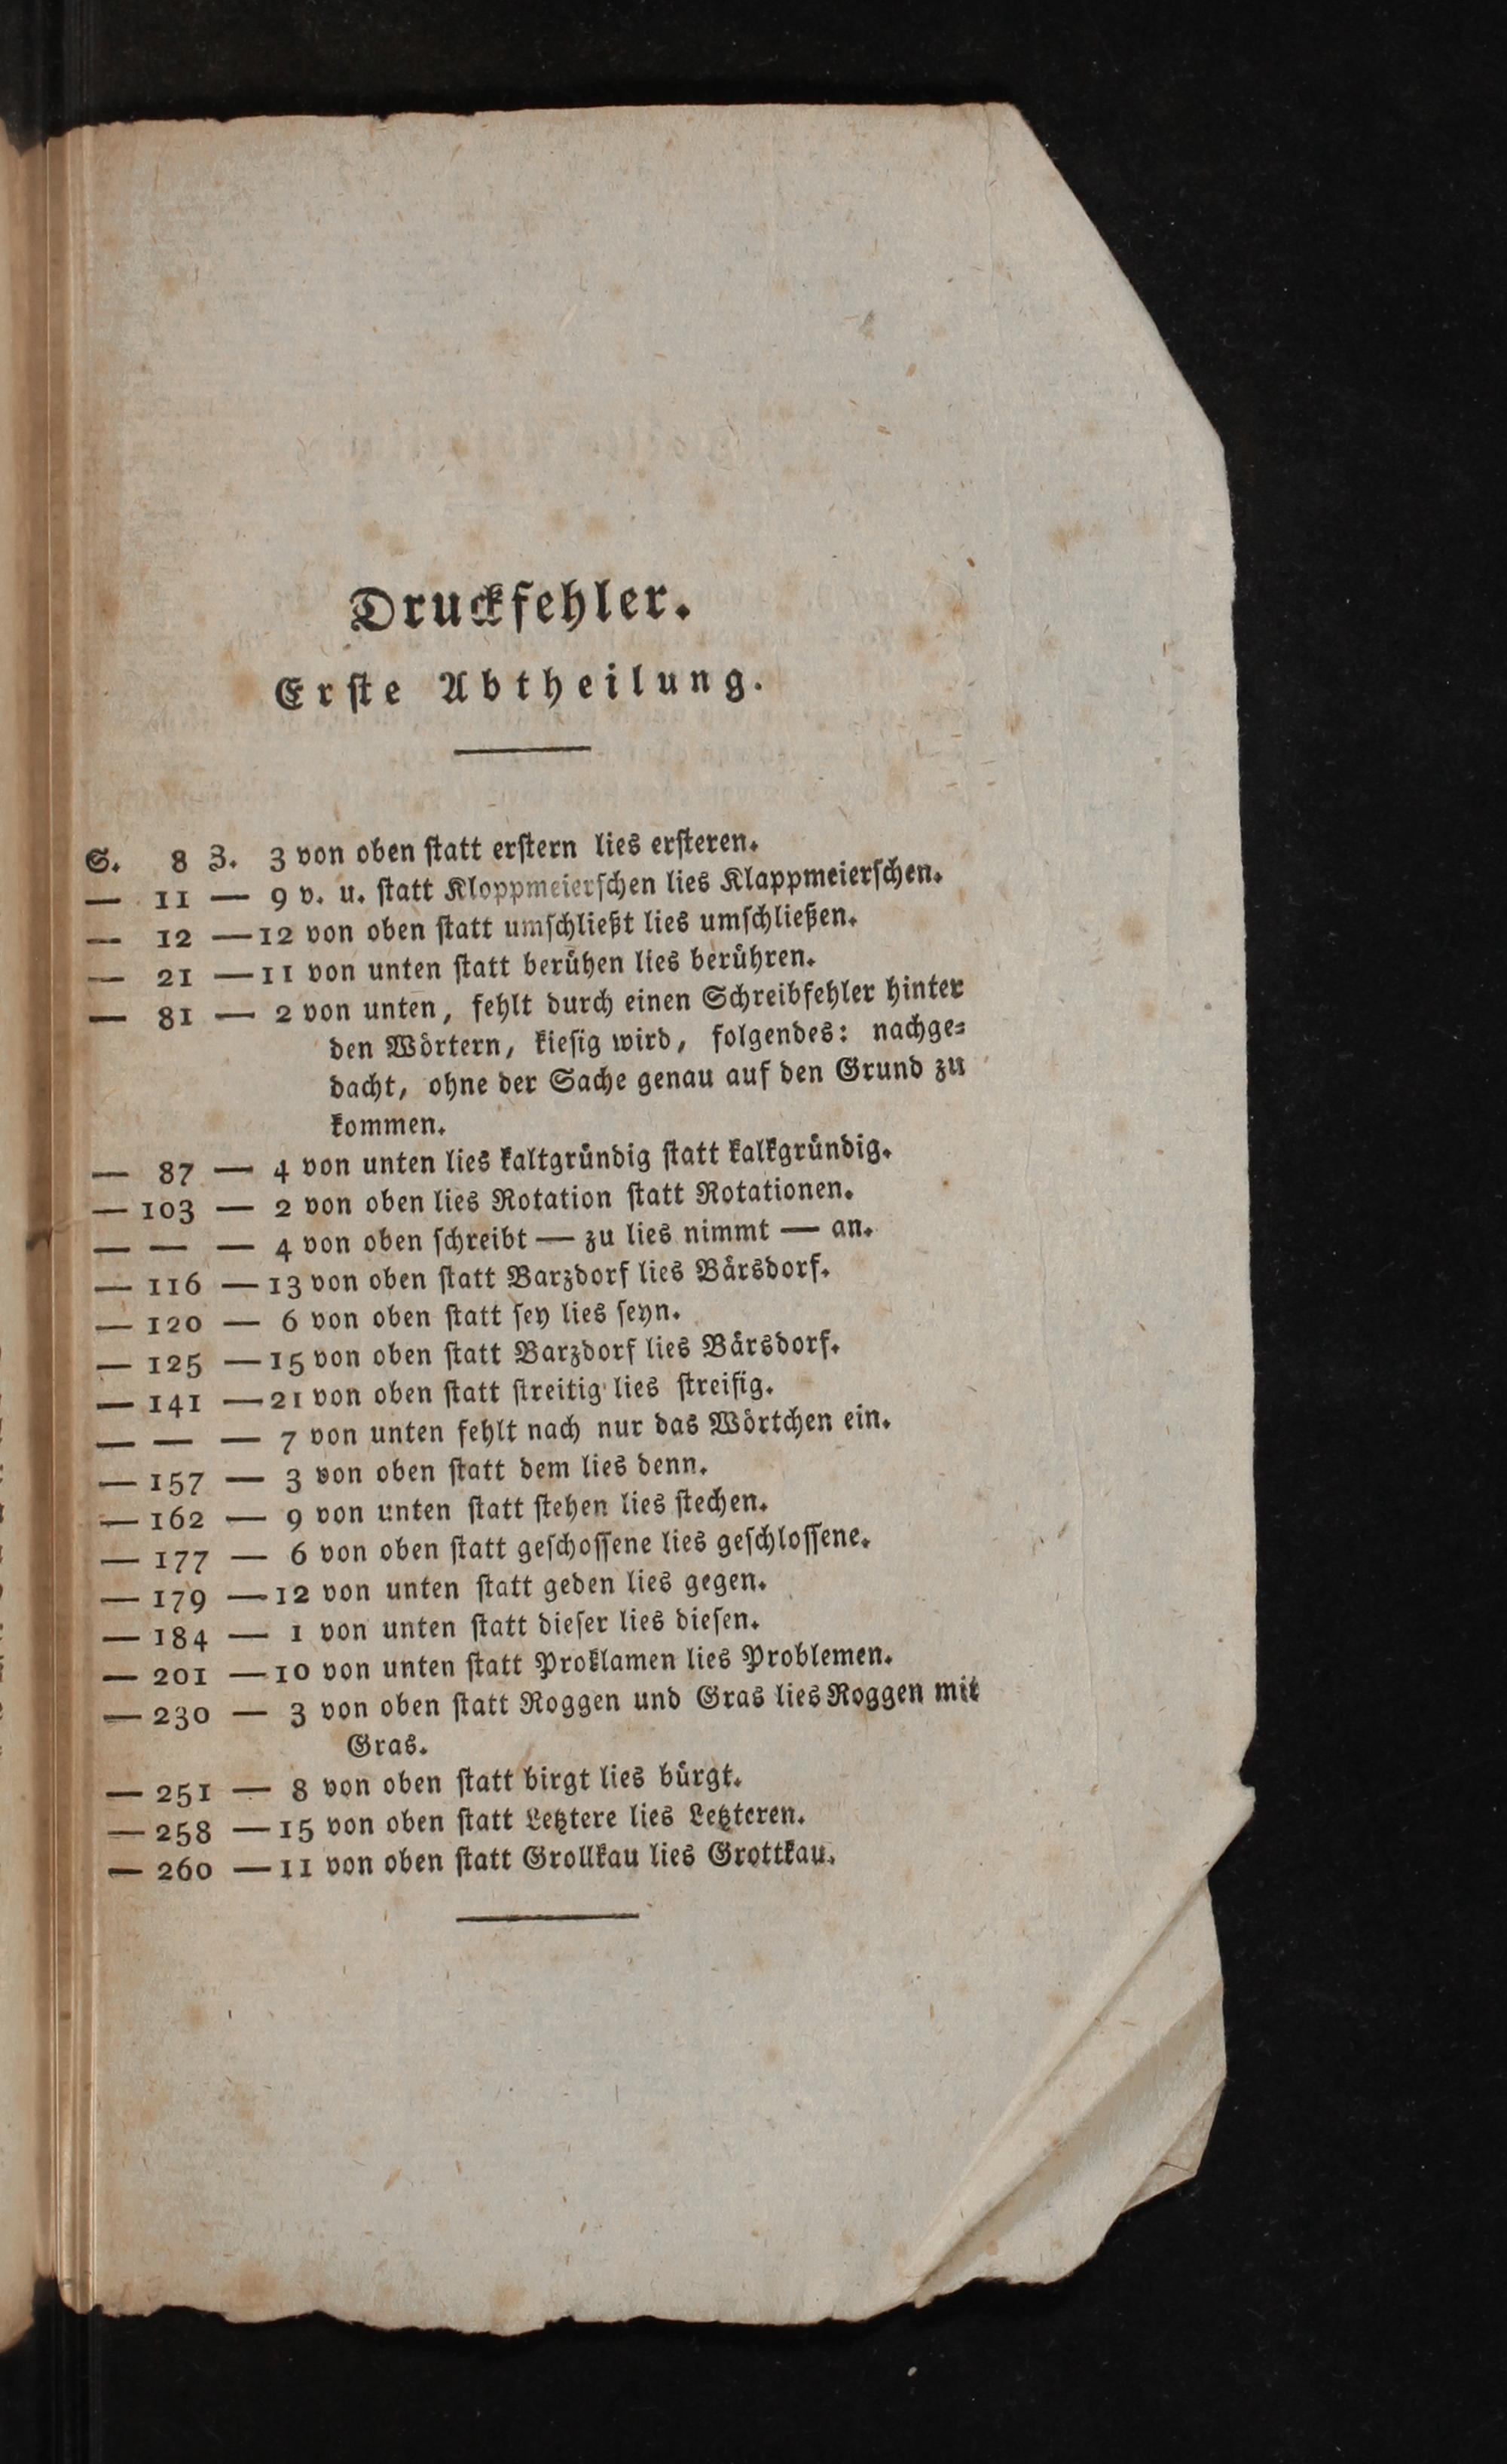 Druckfehler.
Erſte Abtheilung.
S. 8 Z. 3 von oben ſtatt erſtern lies erſteren.
— 11 — 9 v. u. ſtatt Kloppmeierſchen lies Klappmeierſchen.
— 12 — 12 von oben ſtatt umſchließt lies umſchließen.
— 21 — 11 von unten ſtatt berühen lies berühren.
— 81 — 2 von unten, fehlt durch einen Schreibfehler hinter
den Wörtern, kieſig wird, folgendes: nachge⸗
dacht, ohne der Sache genau auf den Grund zu
kommen.
— 87 — 4 von unten lies kaltgründig ſtatt kalkgründig.
— 103 — 2 von oben lies Rotation ſtatt Rotationen.
— — — 4 von oben ſchreibt — zu lies nimmt — an.
— 116 — 13 von oben ſtatt Barzdorf lies Bärsdorf.
— 120 — 6 von oben ſtatt ſey lies ſeyn.
— 125 — 15 von oben ſtatt Barzdorf lies Bärsdorf.
— 141 — 21 von oben ſtatt ſtreitig lies ſtreifig.
— — — 7 von unten fehlt nach nur das Wörtchen ein.
— 157 — 3 von oben ſtatt dem lies denn.
— 162 — 9 von unten ſtatt ſtehen lies ſtechen.
— 177 — 6 von oben ſtatt geſchoſſene lies geſchloſſene.
— 179 — 12 von unten ſtatt geden lies gegen.
— 184 — 1 von unten ſtatt dieſer lies dieſen.
— 201 — 10 von unten ſtatt Proklamen lies Problemen.
— 230 — 3 von oben ſtatt Roggen und Gras lies Roggen mit
Gras.
— 251 — 8 von oben ſtatt birgt lies bürgt.
— 258 — 15 von oben ſtatt Letztere lies Letzteren.
— 260 — 11 von oben ſtatt Grollkau lies Grottkau.